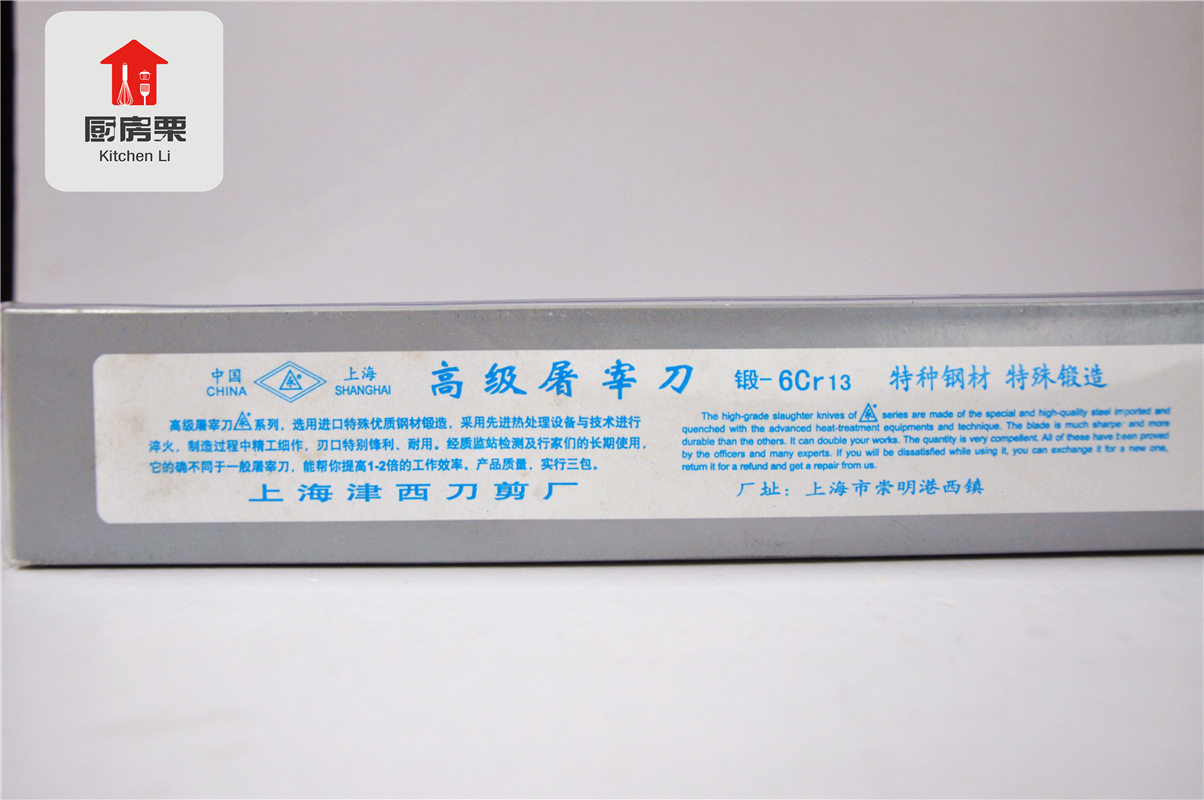 厨房栗
Kitchen Li
中国 上海
CHINA SHANGHAI
高级屠宰刀 锻-6Cr13 特种钢材 特殊锻造
高级屠宰刀 系列，选用进口特殊优质钢材锻造，采用先进热处理设备与技术进行
淬火，制造过程中精工细作，刃口特别锋利、耐用。经质监站检测及行家们的长期使用，
它的确不同于一般屠宰刀，能帮你提高1-2倍的工作效率。产品质量，实行三包。
上海津西刀剪厂
The high-grade slaughter knives of series are made of the special and high-quality steel imported and
quenched with the advanced heat-treatment equipments and technique. The blade is much sharper and more
durable than the others. It can double your works. The quantity is very compellent. All of these have been proved
by the officers and many experts. If you will be dissatisfied while using it, you can exchange it for a new one,
return it for a refund and get a repair from us.
厂址：上海市崇明港西镇